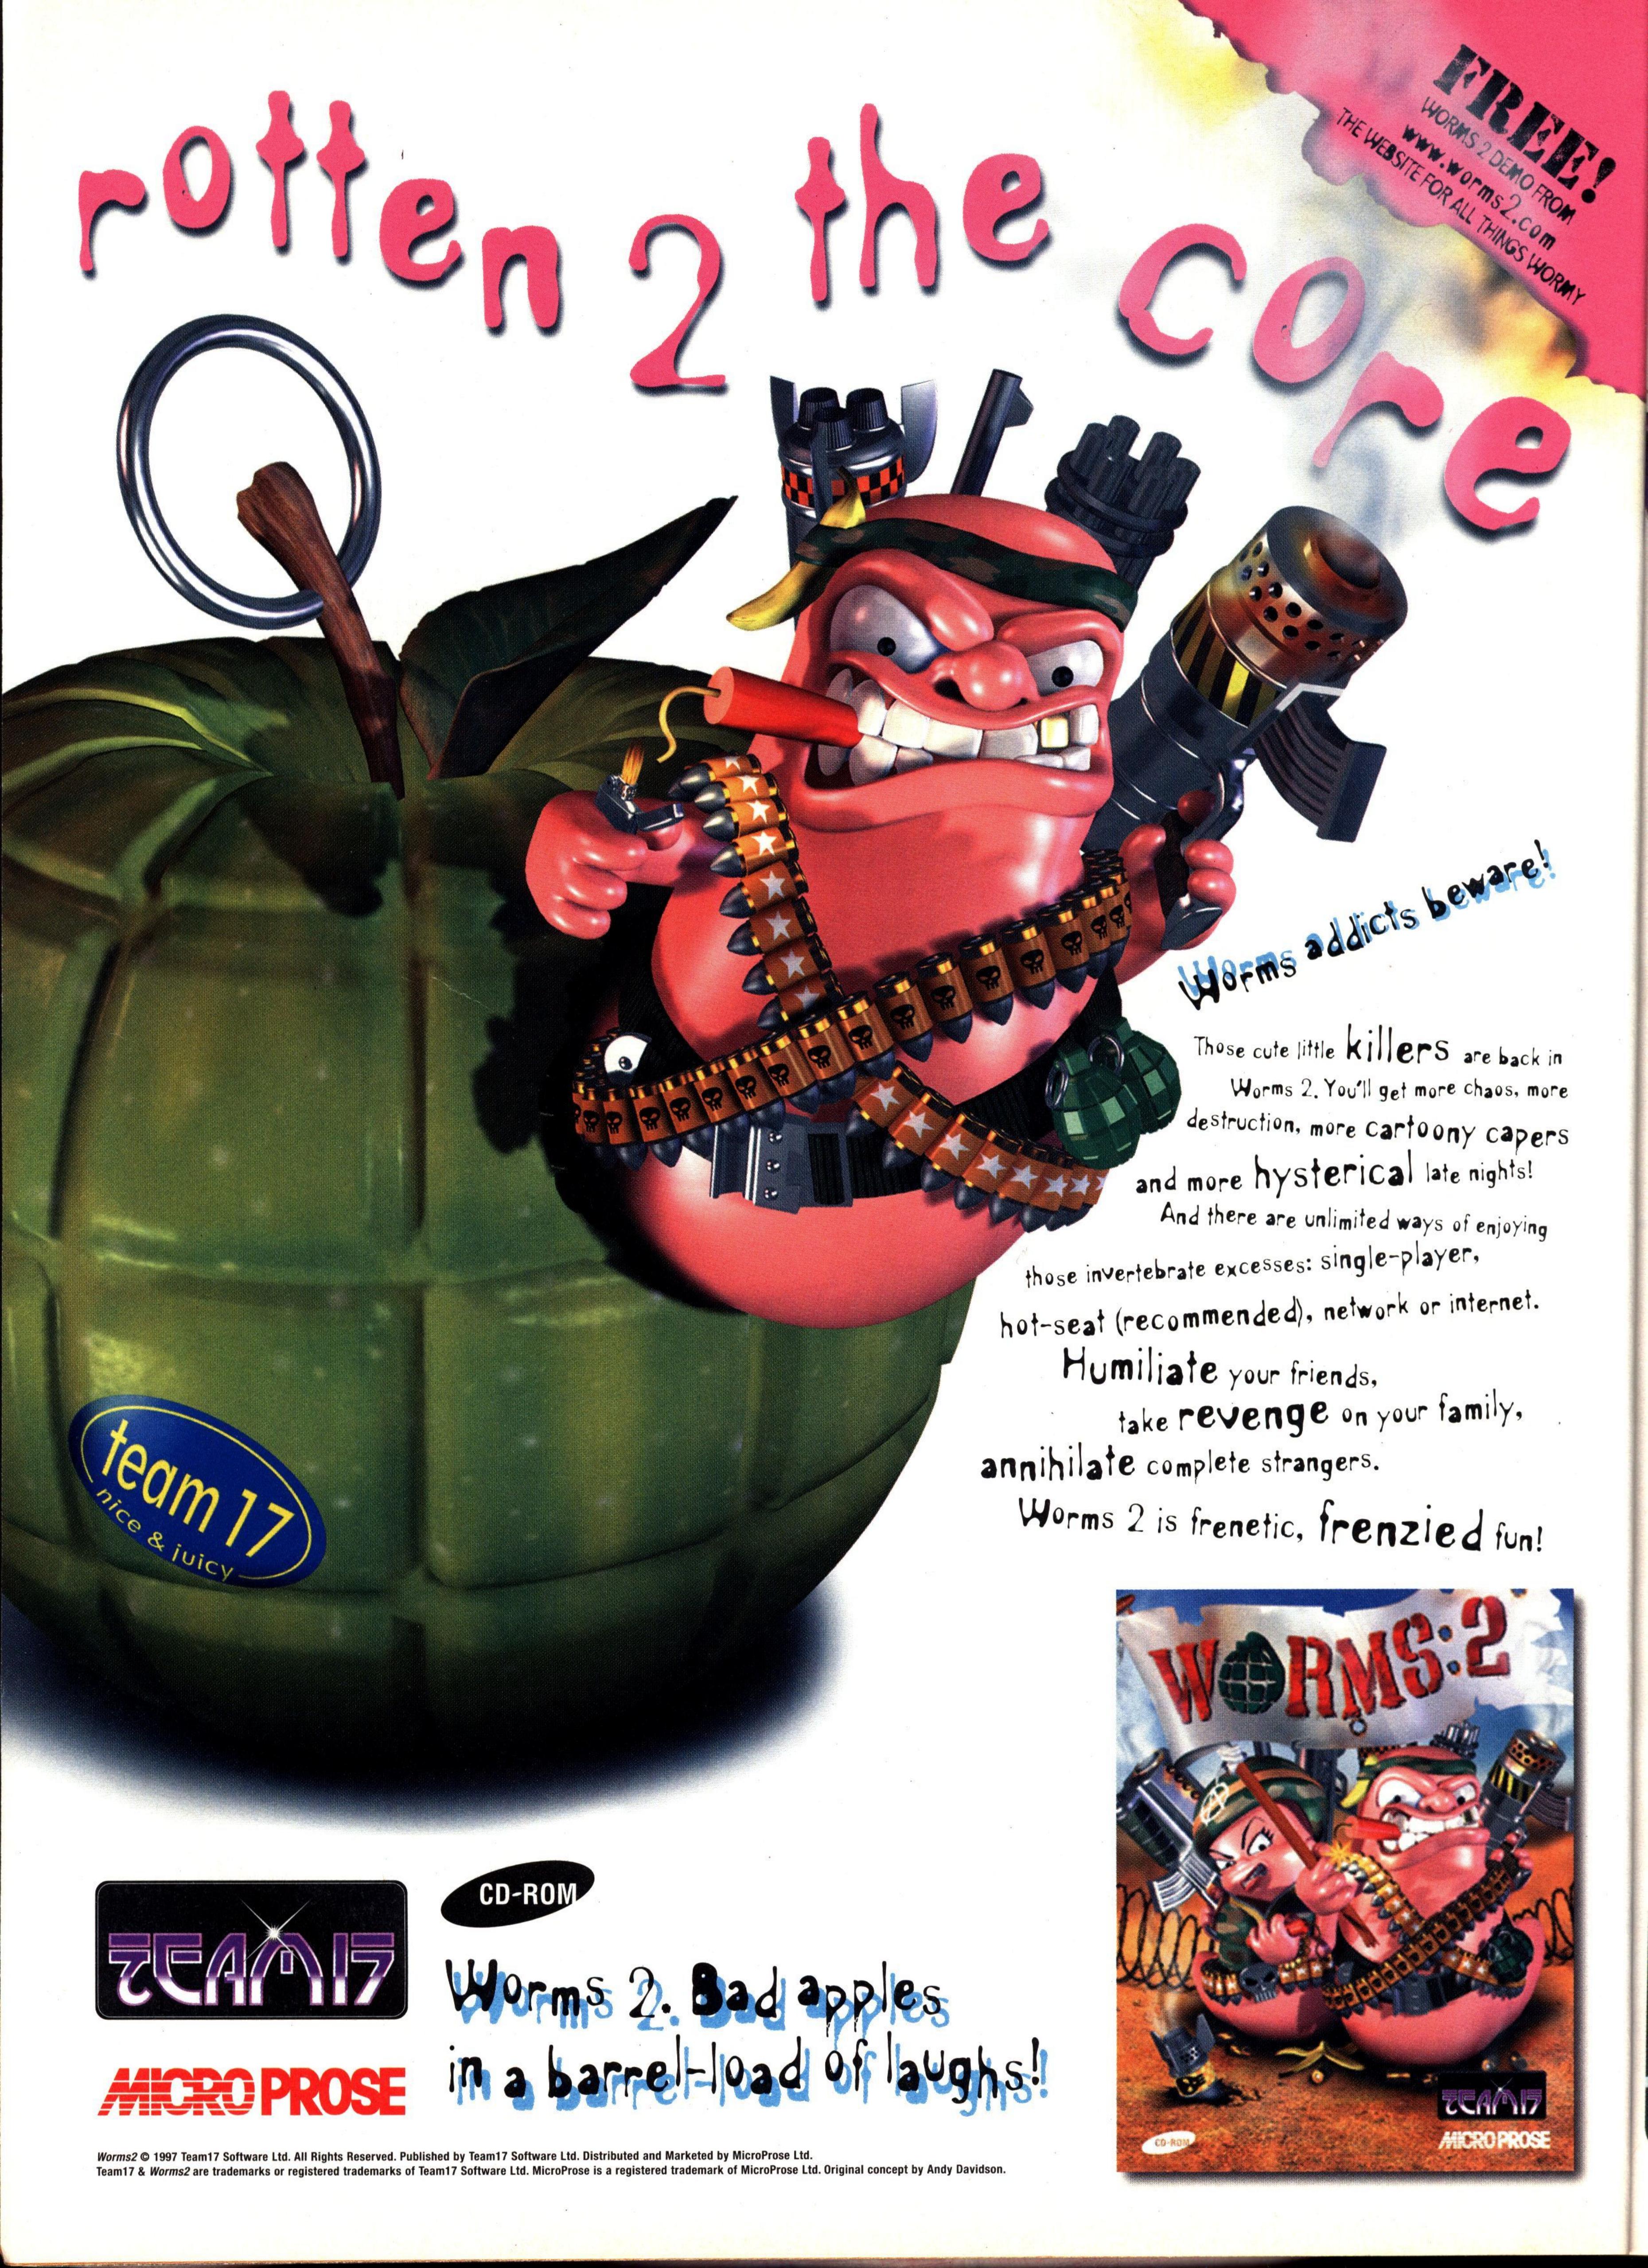 rotten 2 the core
FREE!
WORMS 2 DEMO FROM
www.worms2.com
THE WEBSITE FOR ALL THINGS WORMY
Worms addicts beware!
Those cute little killers are back in
Worms 2. You'll get more chaos, more
destruction, more cartoony capers
and more hysterical late nights!
And there are unlimited ways of enjoying
those invertebrate excesses: single-player,
hot-seat (recommended), network or internet.
Humiliate your friends,
take revenge on your family,
annihilate complete strangers.
Worms 2 is frenetic, frenzied fun!
team 17
nice & juicy
WORMS:2
TEAM17
MICROPROSE
CD-ROM
TEAM17
MICROPROSE
CD-ROM
Worms 2. Bad apples
in a barrel-load of laughs!
Worms2 © 1997 Team17 Software Ltd. All Rights Reserved. Published by Team17 Software Ltd. Distributed and Marketed by MicroProse Ltd.
Team17 & Worms2 are trademarks or registered trademarks of Team17 Software Ltd. MicroProse is a registered trademark of MicroProse Ltd. Original concept by Andy Davidson.